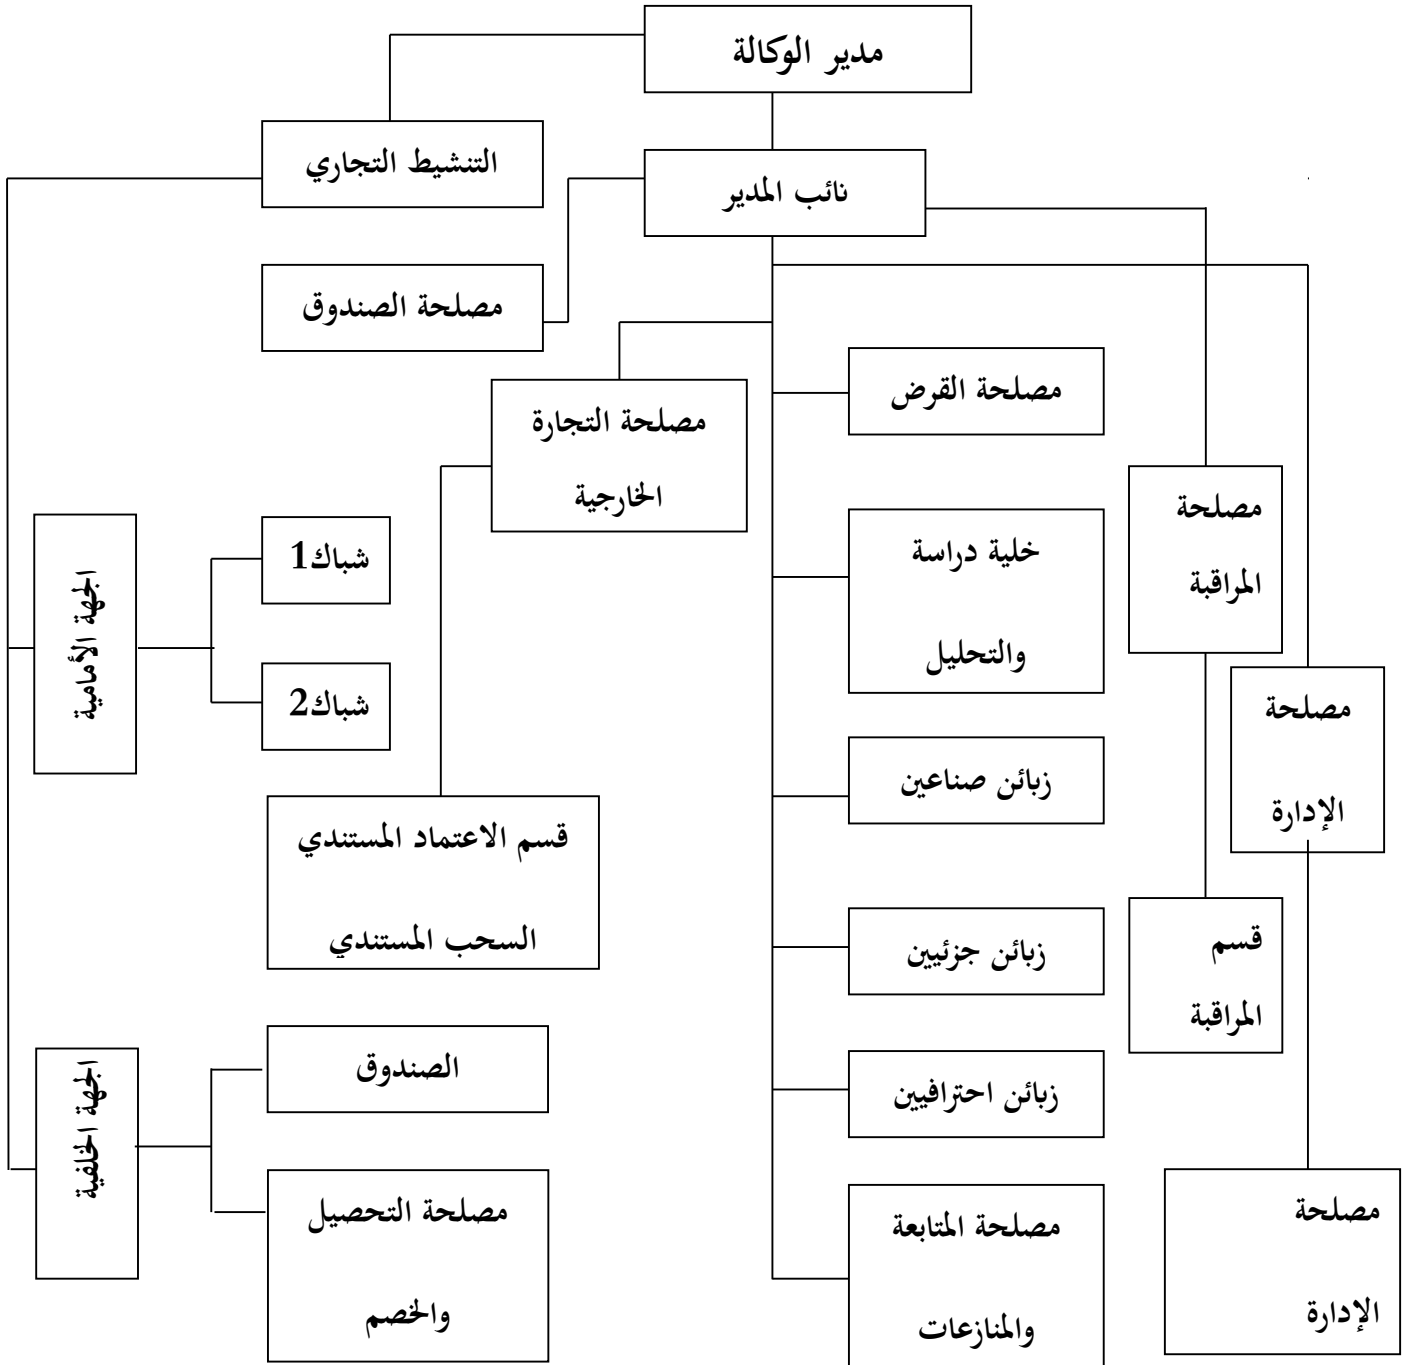 مدير الوكالة
التنشيط التجاري
نائب المدير
مصلحة الصندوق
مصلحة القرض
مصلحة التجارة
الخارجية
مصلحة
المراقبة
خلية دراسة
والتحليل
شباك1
الجهة الأمامية
شباك2
مصلحة
الإدارة
زبائن صناعين
قسم الاعتماد المستندي
السحب المستندي
قسم
المراقبة
زبائن جزئيين
الصندوق
زبائن احترافيين
الجهة الخلفية
مصلحة
الإدارة
مصلحة المتابعة
والمنازعات
مصلحة التحصيل
والخصم